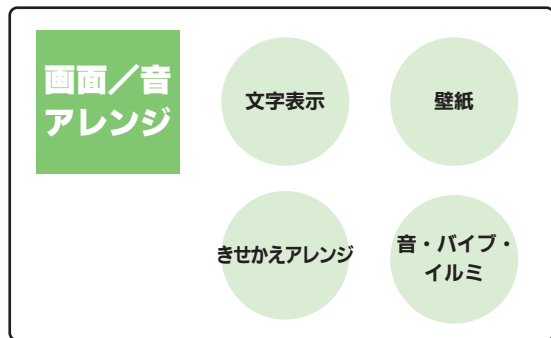 画面／音
アレンジ
文字表示
壁紙
きせかえアレンジ
音・バイブ・
イルミ